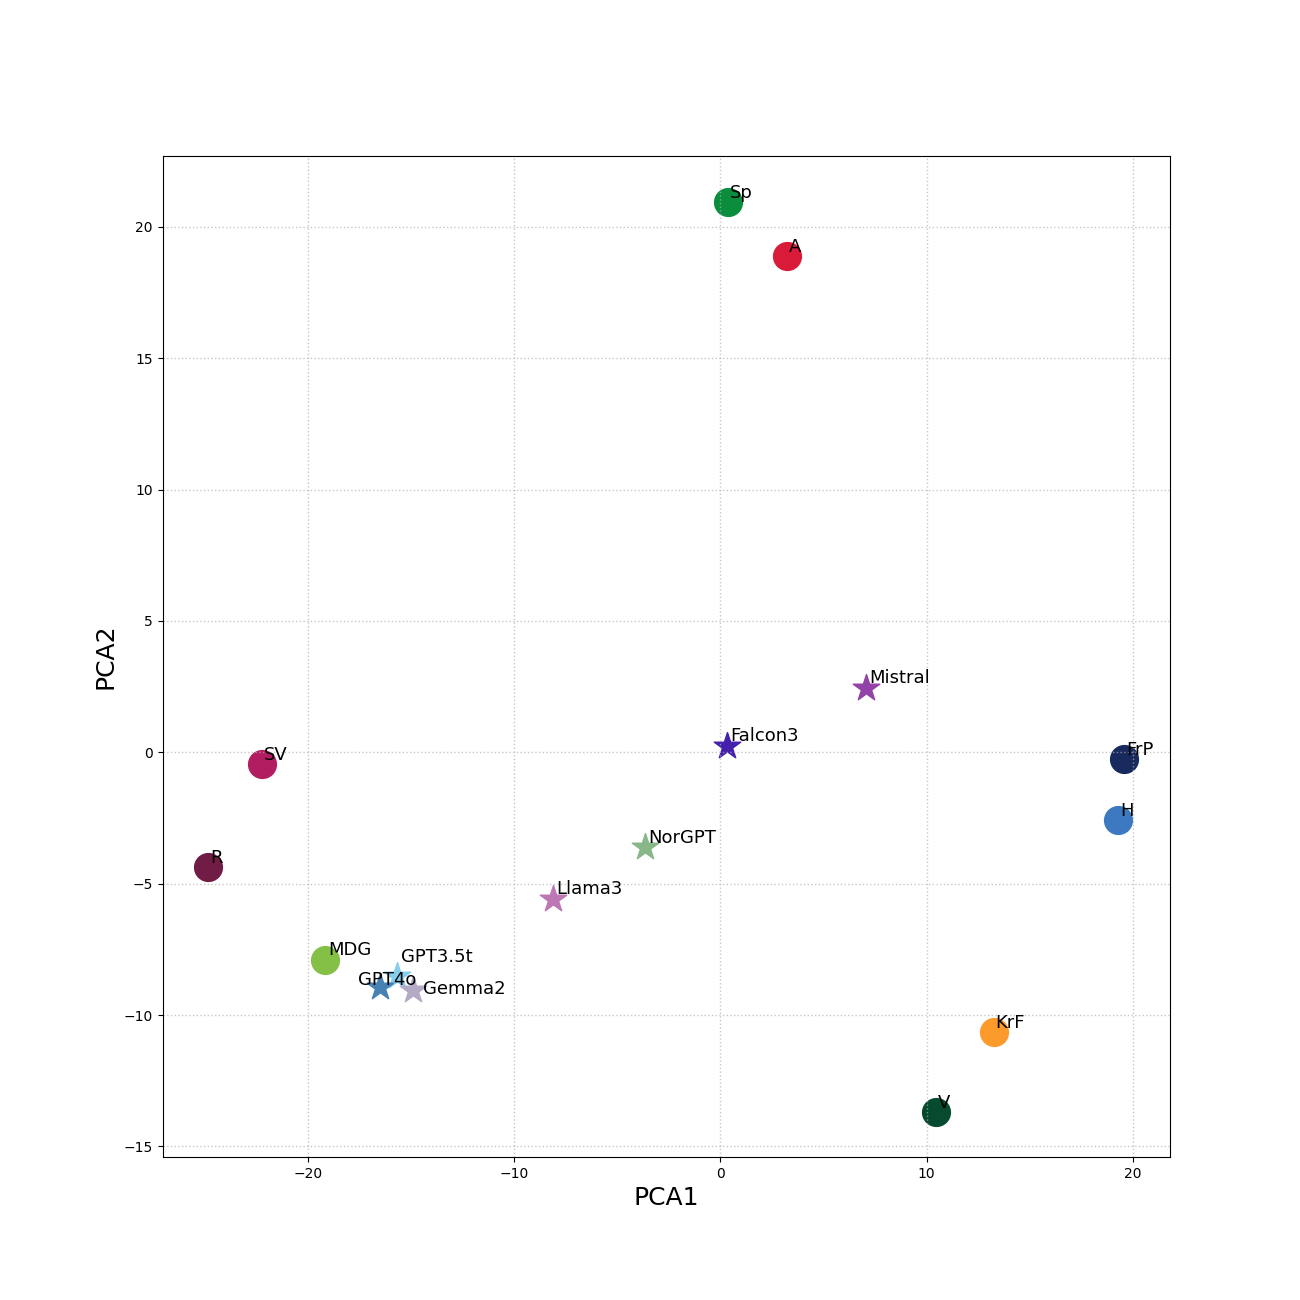 Sp
A
20
15
10
5
Mistral
Falcon3
0
SV
FrP
H
NorGPT
R
−5
Llama3
MDG
GPT3.5t
GPT4o
Gemma2
−10
KrF
V
−15
−20
−10
0
10
20
PCA1
PCA2